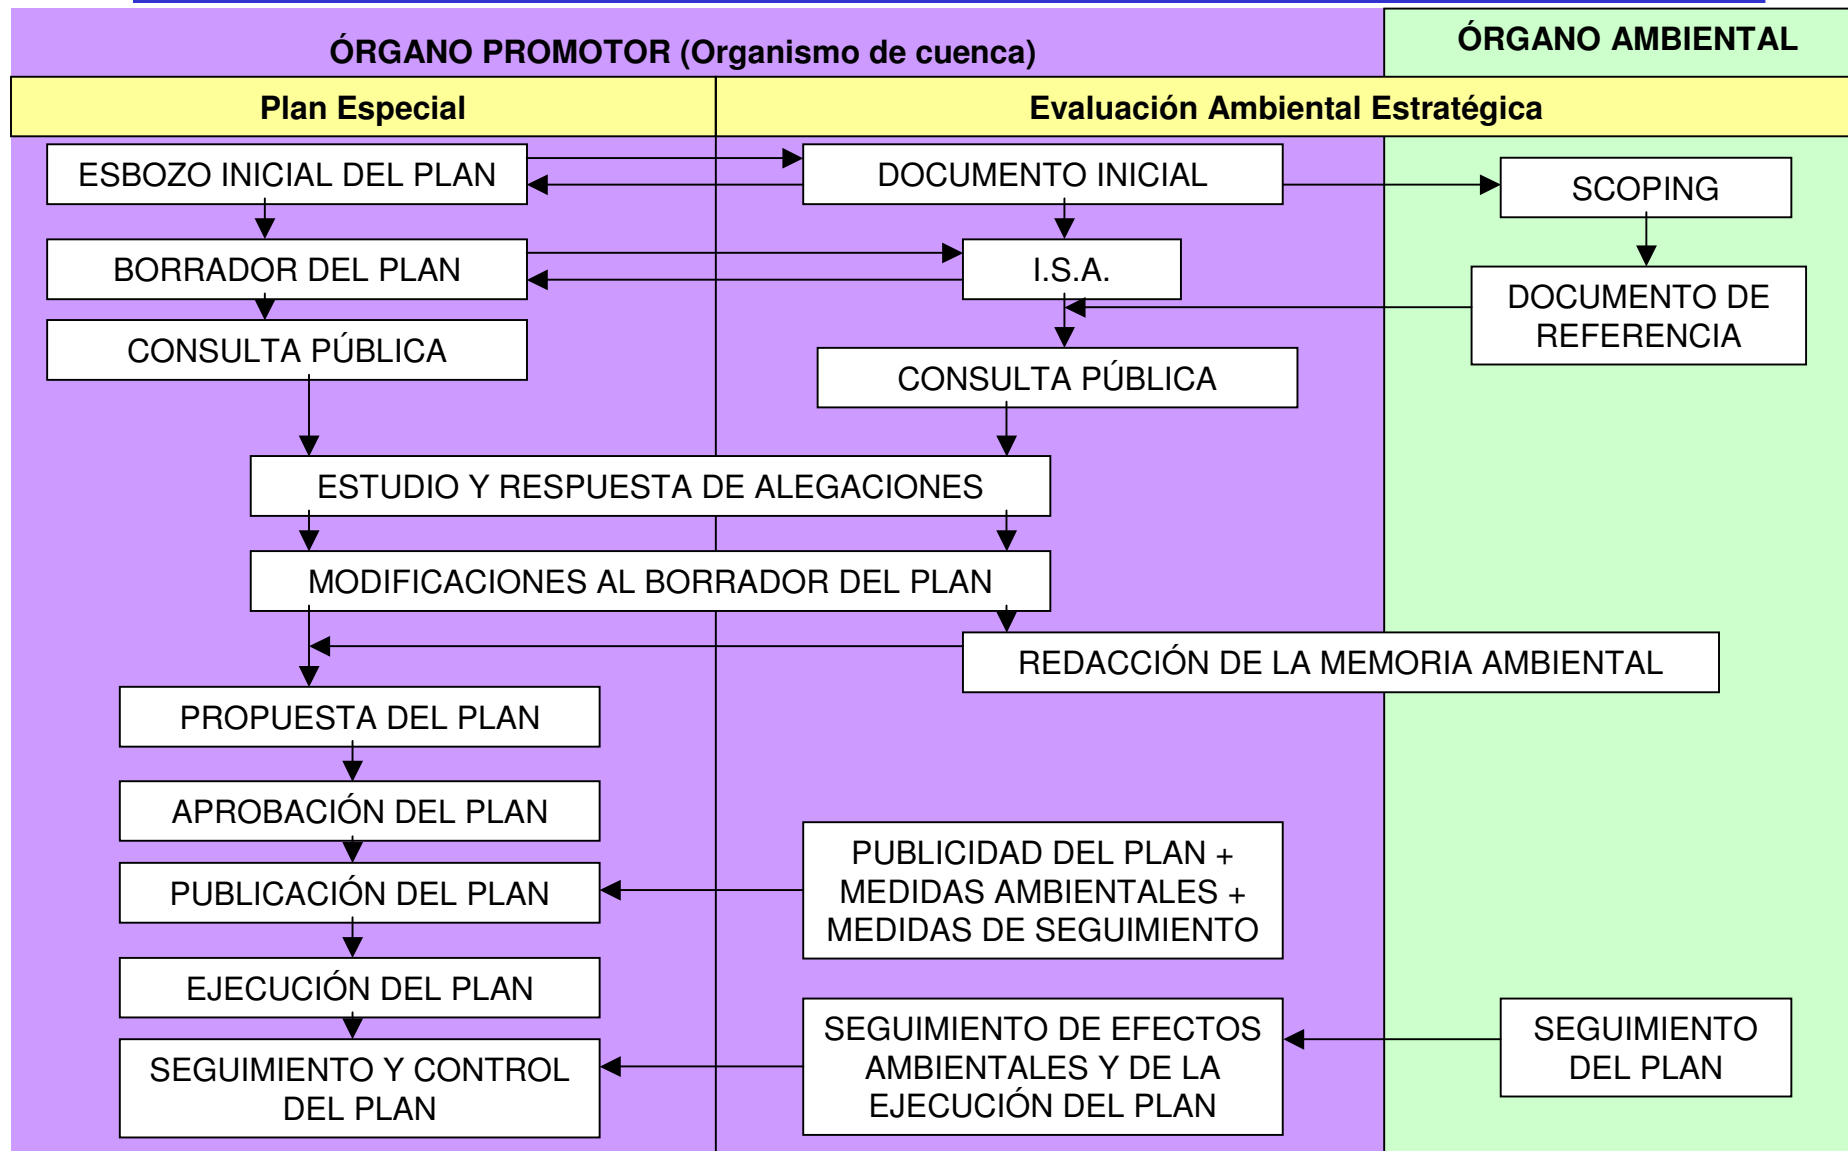 ÓRGANO PROMOTOR (Organismo de cuenca)
ÓRGANO AMBIENTAL
Plan Especial
Evaluación Ambiental Estratégica
ESBOZO INICIAL DEL PLAN
DOCUMENTO INICIAL
SCOPING
BORRADOR DEL PLAN
I.S.A.
DOCUMENTO DE
REFERENCIA
CONSULTA PÚBLICA
CONSULTA PÚBLICA
ESTUDIO Y RESPUESTA DE ALEGACIONES
MODIFICACIONES AL BORRADOR DEL PLAN
REDACCIÓN DE LA MEMORIA AMBIENTAL
PROPUESTA DEL PLAN
APROBACIÓN DEL PLAN
PUBLICACIÓN DEL PLAN
PUBLICIDAD DEL PLAN +
MEDIDAS AMBIENTALES +
MEDIDAS DE SEGUIMIENTO
EJECUCIÓN DEL PLAN
SEGUIMIENTO Y CONTROL
DEL PLAN
SEGUIMIENTO DE EFECTOS
AMBIENTALES Y DE LA
EJECUCIÓN DEL PLAN
SEGUIMIENTO
DEL PLAN